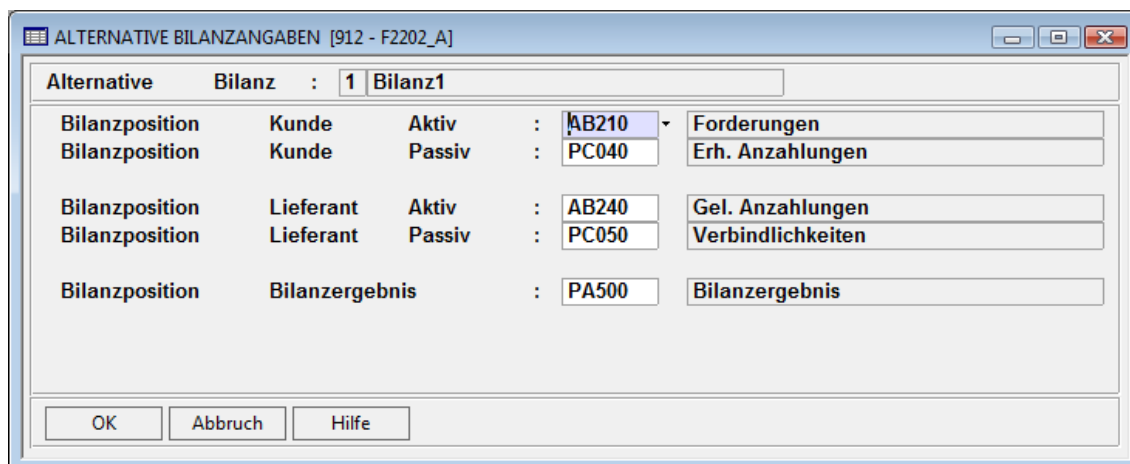 ALTERNATIVE BILANZANGABEN [912 - F2202_A]
Alternative Bilanz : 1 Bilanz1
Bilanzposition Kunde Aktiv : AB210 Forderungen
Bilanzposition Kunde Passiv : PC040 Erh. Anzahlungen
Bilanzposition Lieferant Aktiv : AB240 Gel. Anzahlungen
Bilanzposition Lieferant Passiv : PC050 Verbindlichkeiten
Bilanzposition Bilanzergebnis : PA500 Bilanzergebnis
OK Abbruch Hilfe